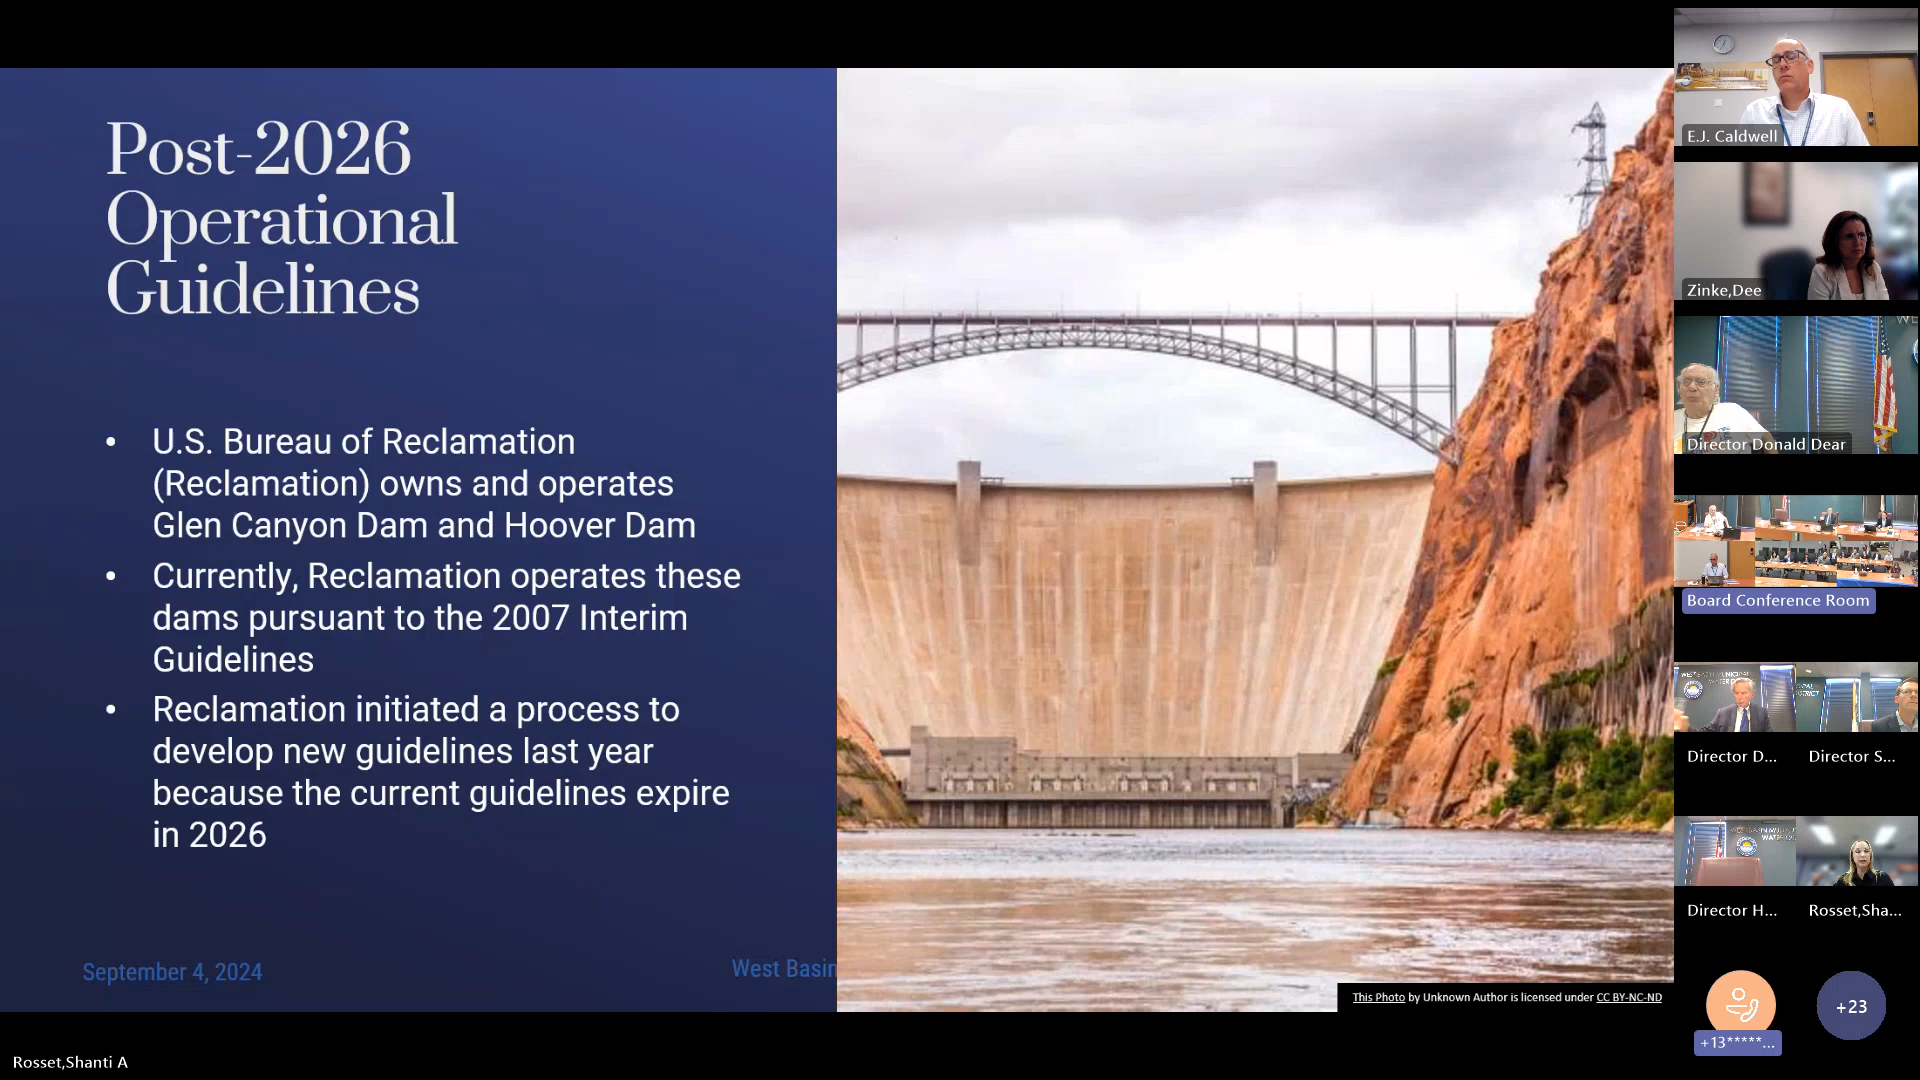 Post-2026
Operational
Guidelines
• U.S. Bureau of Reclamation
(Reclamation) owns and operates
Glen Canyon Dam and Hoover Dam
• Currently, Reclamation operates these
dams pursuant to the 2007 Interim
Guidelines
• Reclamation initiated a process to
develop new guidelines last year
because the current guidelines expire
in 2026
September 4, 2024
West Basin
This Photo by Unknown Author is licensed under CC BY-NC-ND
Rosset,Shanti A
E.J. Caldwell
Zinke,Dee
WE
Director Donald Dear
Board Conference Room
Director D...
Director S...
Director H...
Rosset,Sha...
+13*****...
+23